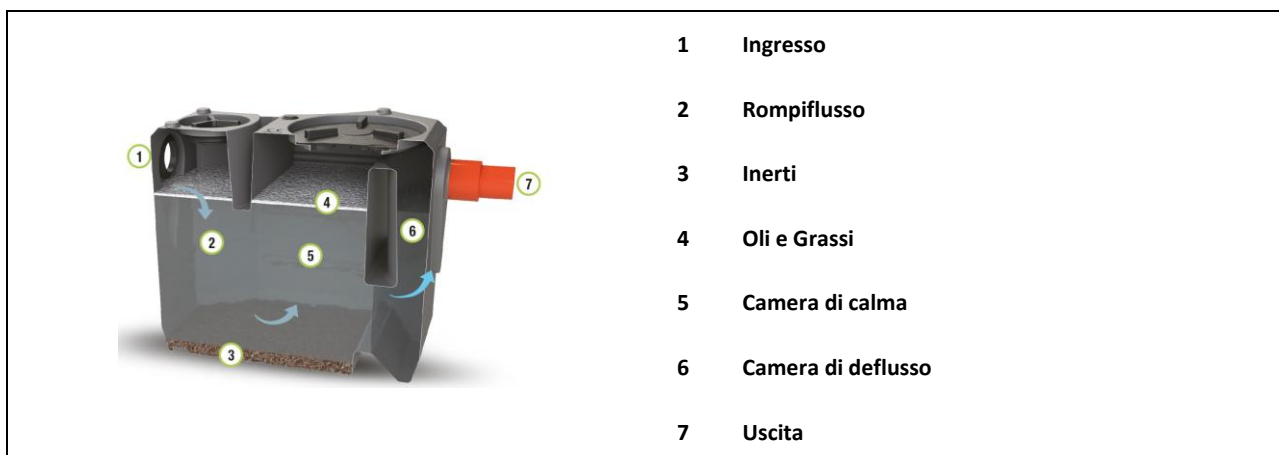 1 Ingresso
2 Rompiflusso
3 Inerti
4 Oli e Grassi
5 Camera di calma
6 Camera di deflusso
7 Uscita
1
2
3
4
5
6
7